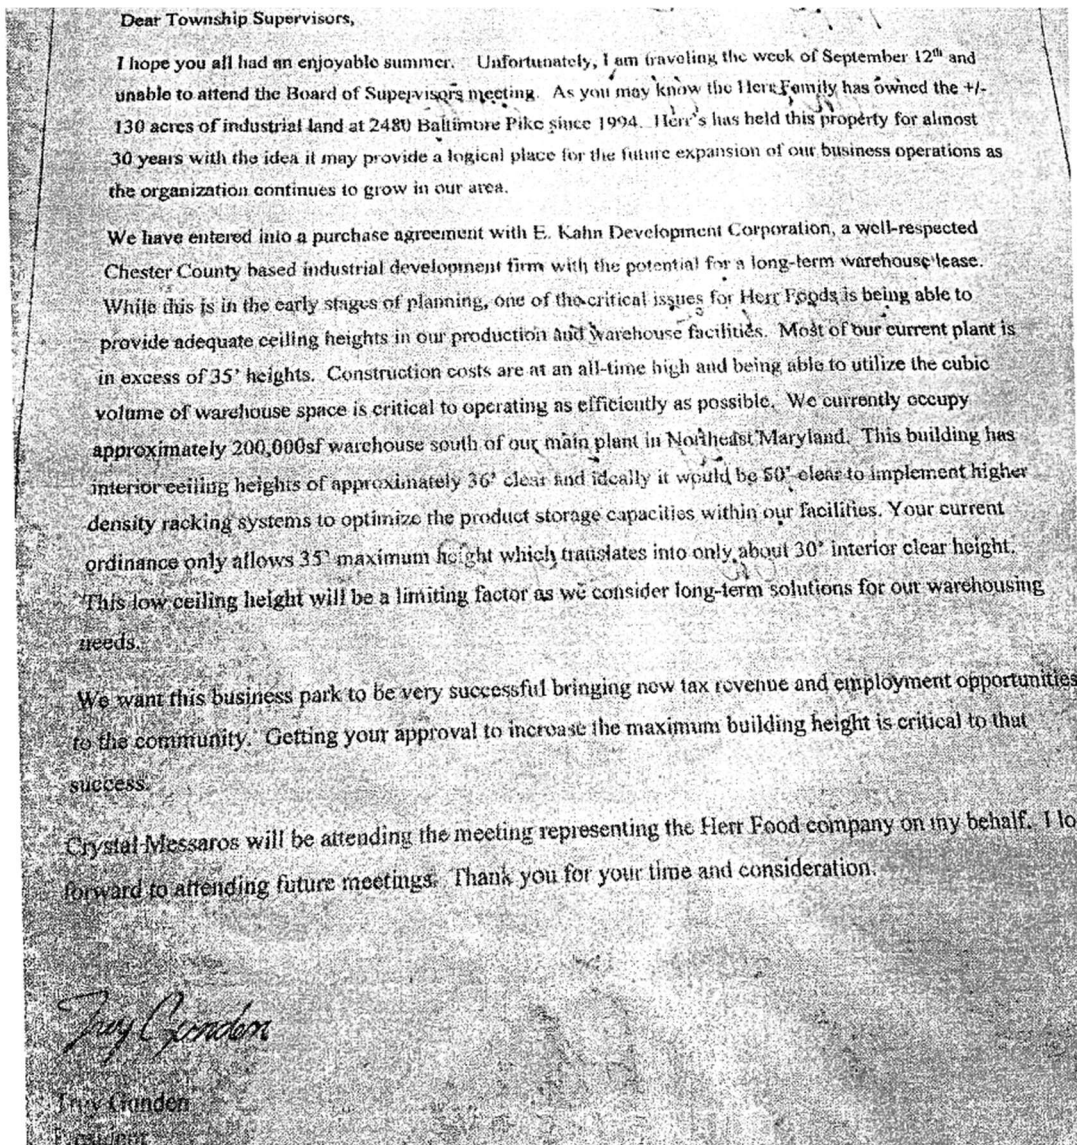 Dear Township Supervisors,
I hope you all had an enjoyable summer. Unfortunately, I am traveling the week of September 12th and
unable to attend the Board of Supervisors meeting. As you may know the Herr Family has owned the +/-
130 acres of industrial land at 2480 Baltimore Pike since 1994. Herr's has held this property for almost
30 years with the idea it may provide a logical place for the future expansion of our business operations as
the organization continues to grow in our area.
We have entered into a purchase agreement with E. Kahn Development Corporation, a well-respected
Chester County based industrial development firm with the potential for a long-term warehouse lease.
While this is in the early stages of planning, one of the critical issues for Herr Foods is being able to
provide adequate ceiling heights in our production and warehouse facilities. Most of our current plant is
in excess of 35' heights. Construction costs are at an all-time high and being able to utilize the cubic
volume of warehouse space is critical to operating as efficiently as possible. We currently occupy
approximately 200,000sf warehouse south of our main plant in Northeast Maryland. This building has
interior ceiling heights of approximately 36' clear and ideally it would be 50' clear to implement higher
density racking systems to optimize the product storage capacities within our facilities. Your current
ordinance only allows 35' maximum height which translates into only about 30' interior clear height.
This low ceiling height will be a limiting factor as we consider long-term solutions for our warehousing
needs.
We want this business park to be very successful bringing new tax revenue and employment opportunities
to the community. Getting your approval to increase the maximum building height is critical to that
success.
Crystal Messaros will be attending the meeting representing the Herr Food company on my behalf. I lo
forward to attending future meetings. Thank you for your time and consideration.
President